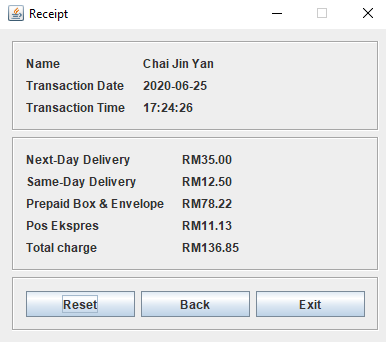 Receipt
Name Chai Jin Yan
Transaction Date 2020-06-25
Transaction Time 17:24:26
Next-Day Delivery RM35.00
Same-Day Delivery RM12.50
Prepaid Box & Envelope RM78.22
Pos Ekspres RM11.13
Total charge RM136.85
Reset Back Exit